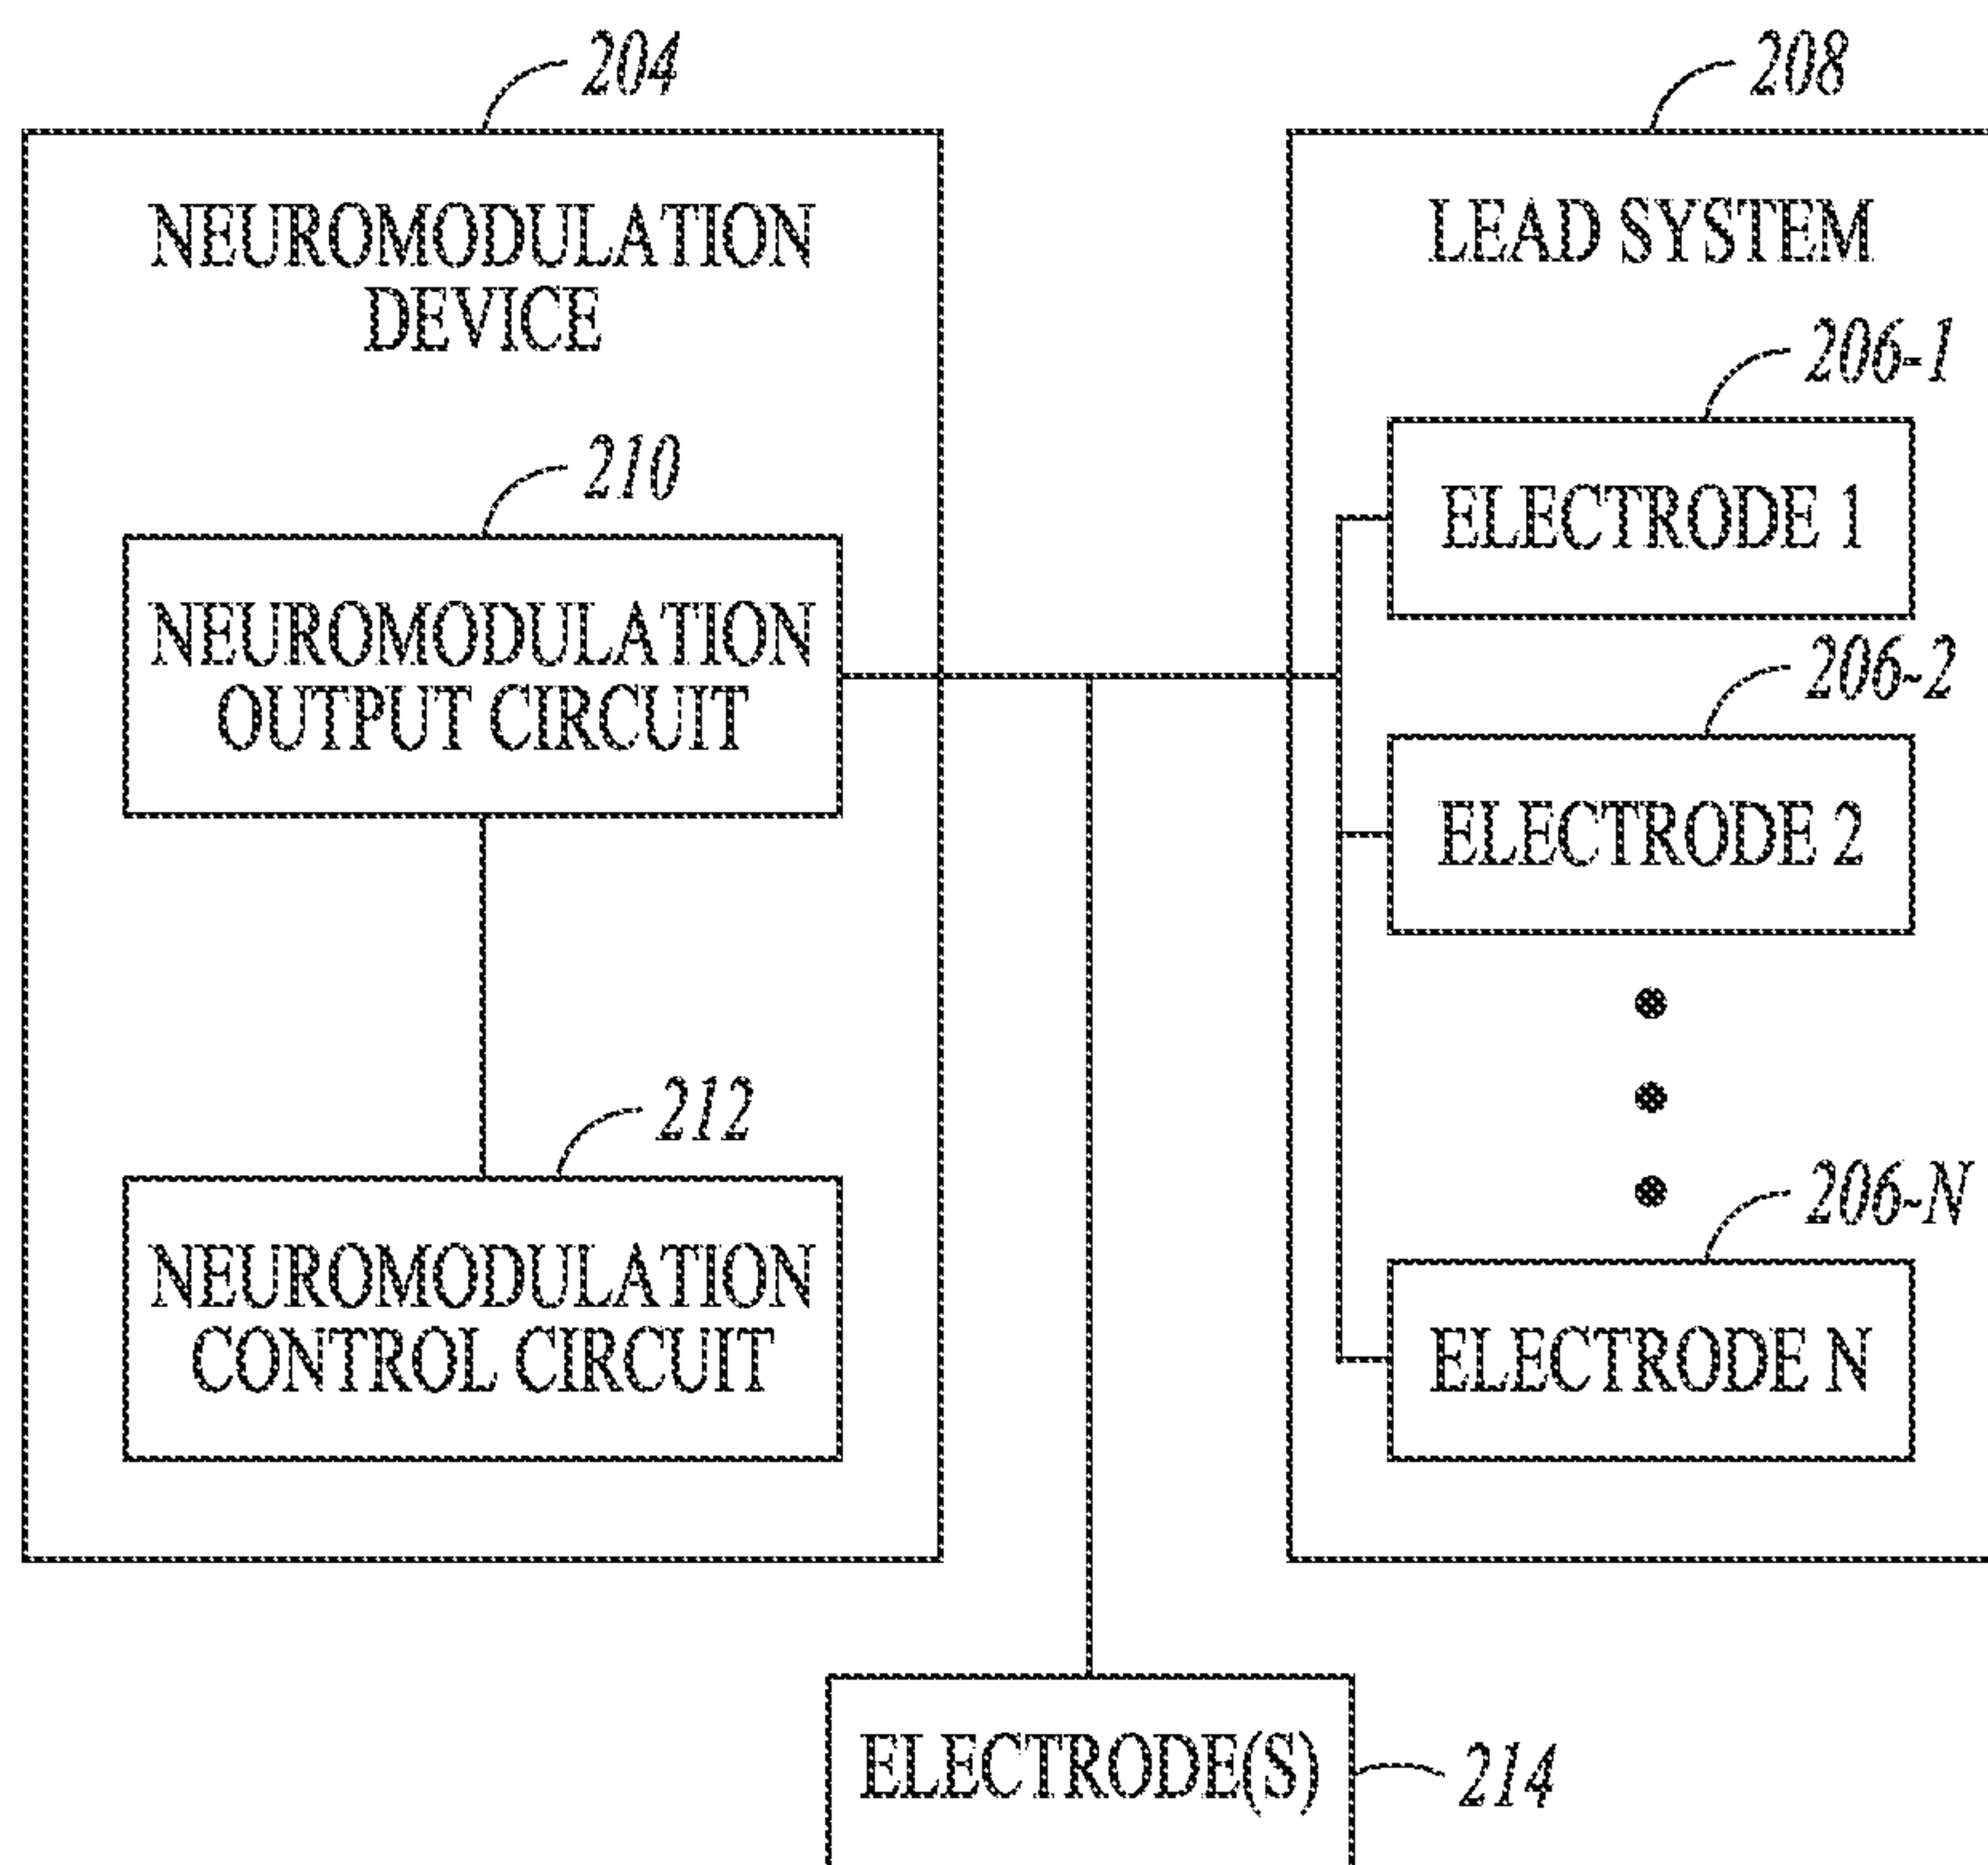 204
NEUROMODULATION
DEVICE
210
NEUROMODULATION
OUTPUT CIRCUIT
212
NEUROMODULATION
CONTROL CIRCUIT
208
LEAD SYSTEM
206-1
ELECTRODE 1
206-2
ELECTRODE 2
206-N
ELECTRODE N
ELECTRODE(S)
214